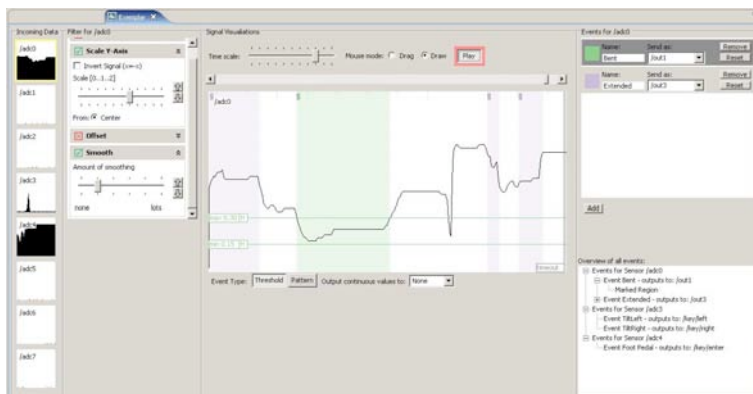 Exemplar
Incoming Data
/adc0
/adc1
/adc2
/adc3
/adc4
/adc5
/adc6
/adc7
Filter for /adc0
Scale Y-Axis
Invert Signal
Scale [0..1..2]
From: Center
Offset
Smooth
Amount of smoothing
none lots
Signal Visualisations
Time scale:
Mouse mode: Drag Draw Play
/adc0
timeout
Event Type: Threshold Pattern Output continuous values to: None
Events for /adc0
Name: Send as: Remove
Bent /out1 Reset
Name: Send as: Remove
Extended /out3 Reset
Add
Overview of all events:
Events for Sensor /adc0
Event Bent - outputs to: /out1
Marked Region
Event Extended - outputs to: /out3
Events for Sensor /adc3
Event TiltLeft - outputs to: /key/left
Event TiltRight - outputs to: /key/right
Events for Sensor /adc4
Event Foot Pedal - outputs to: /key/enter